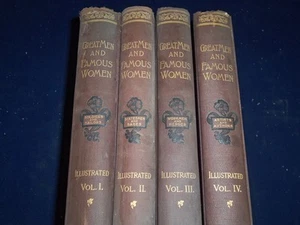 GREAT MEN
AND
FAMOUS
WOMEN
ILLUSTRATED
VOL. I.
GREAT MEN
AND
FAMOUS
WOMEN
ILLUSTRATED
VOL. II.
GREAT MEN
AND
FAMOUS
WOMEN
ILLUSTRATED
VOL. III.
GREAT MEN
AND
FAMOUS
WOMEN
ILLUSTRATED
VOL. IV.